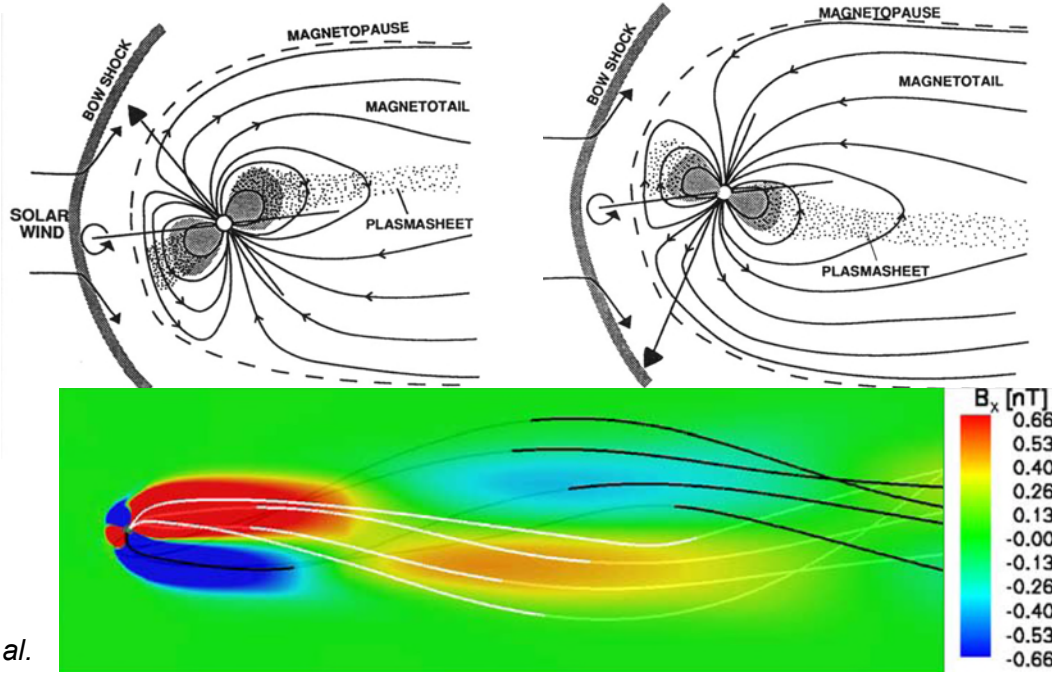 MAGNETOPAUSE
BOW SHOCK
MAGNETOTAIL
SOLAR
WIND
PLASMASHEET
MAGNETOPAUSE
BOW SHOCK
MAGNETOTAIL
PLASMASHEET
Bₓ [nT]
0.66
0.53
0.40
0.26
0.13
-0.00
-0.13
-0.26
-0.40
-0.53
-0.66
al.